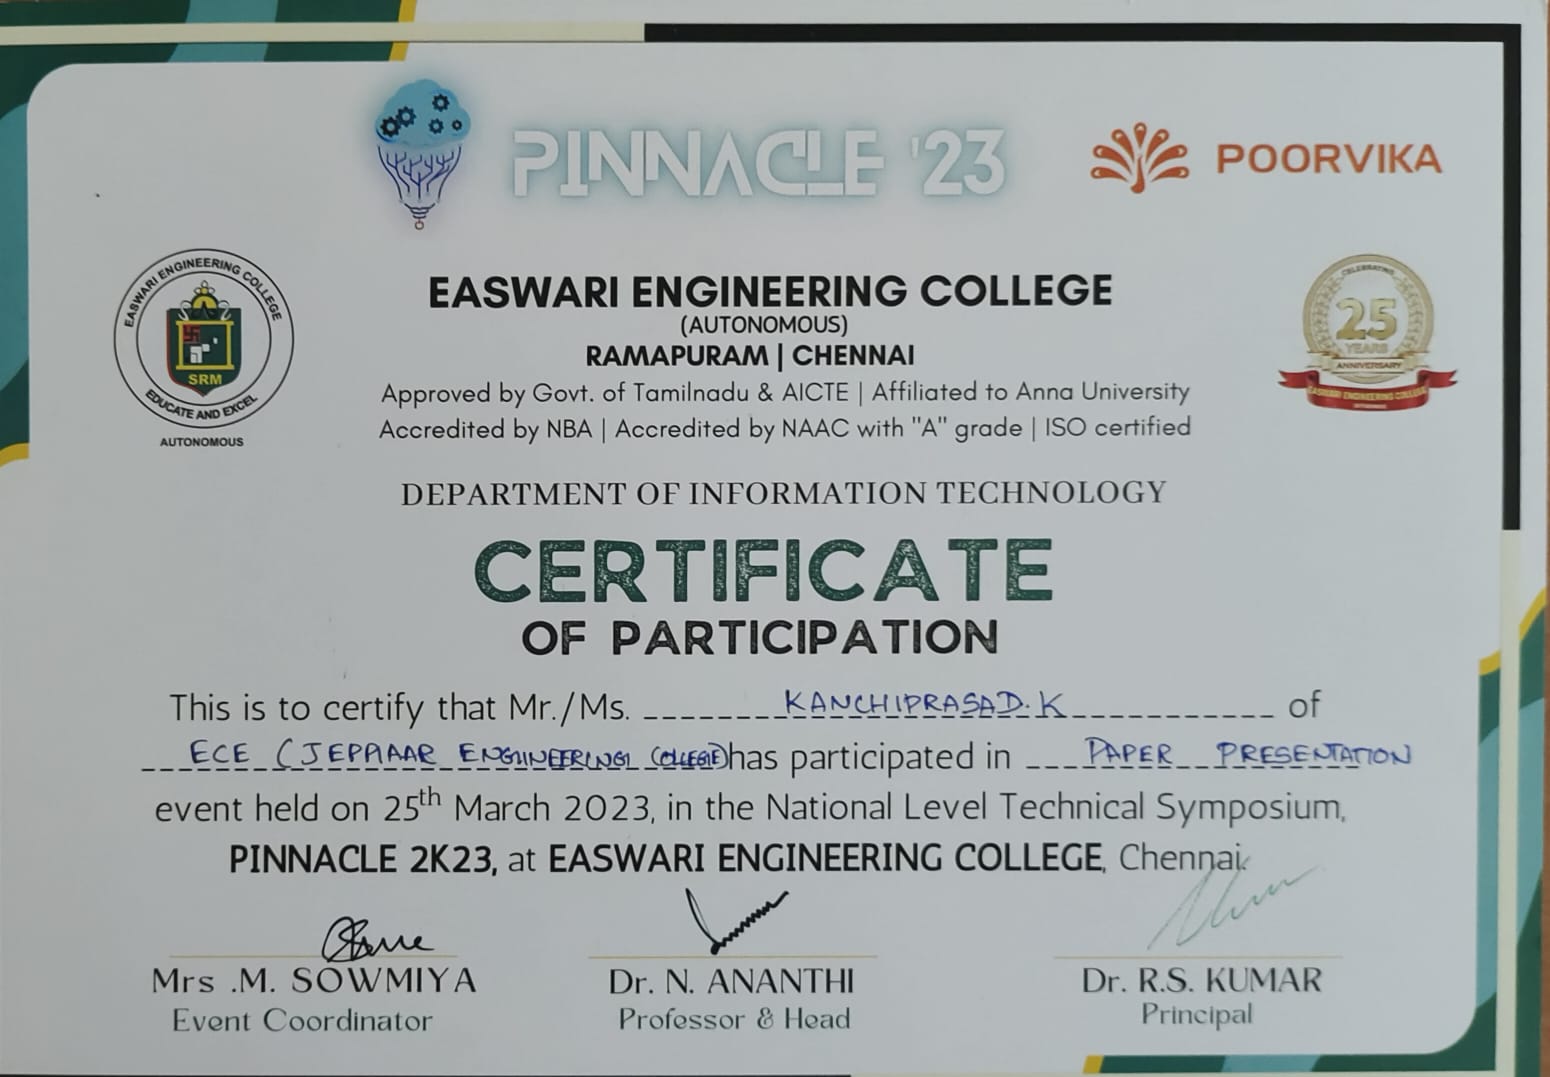 PINNACLE '23
POORVIKA
EASWARI ENGINEERING COLLEGE
EDUCATE AND EXCEL
SRM
AUTONOMOUS
EASWARI ENGINEERING COLLEGE
(AUTONOMOUS)
RAMAPURAM | CHENNAI
Approved by Govt. of Tamilnadu & AICTE | Affiliated to Anna University
Accredited by NBA | Accredited by NAAC with "A" grade | ISO certified
CELEBRATING
25
YEARS
ANNIVERSARY
EASWARI ENGINEERING COLLEGE
DEPARTMENT OF INFORMATION TECHNOLOGY
CERTIFICATE
OF PARTICIPATION
This is to certify that Mr./Ms. KANCHIPRASAD.K of
ECE (JEPPIAAR ENGINEERING COLLEGE) has participated in PAPER PRESENTATION
event held on 25th March 2023, in the National Level Technical Symposium,
PINNACLE 2K23, at EASWARI ENGINEERING COLLEGE, Chennai.
Mrs .M. SOWMIYA
Event Coordinator
Dr. N. ANANTHI
Professor & Head
Dr. R.S. KUMAR
Principal